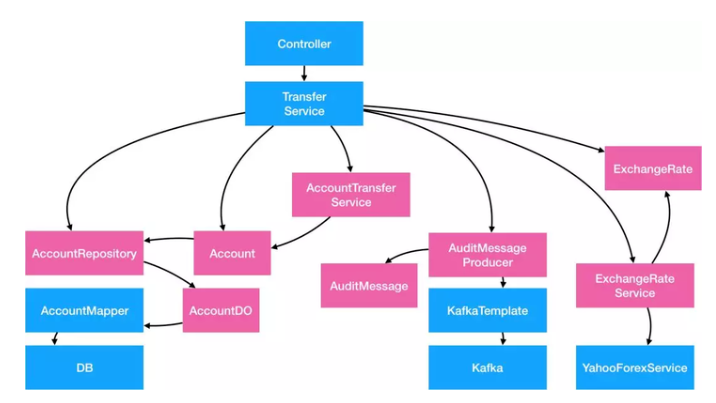 Controller
Transfer
Service
ExchangeRate
AccountTransfer
Service
AccountRepository
Account
AuditMessage
Producer
AuditMessage
ExchangeRate
Service
AccountMapper
AccountDO
KafkaTemplate
DB
Kafka
YahooForexService